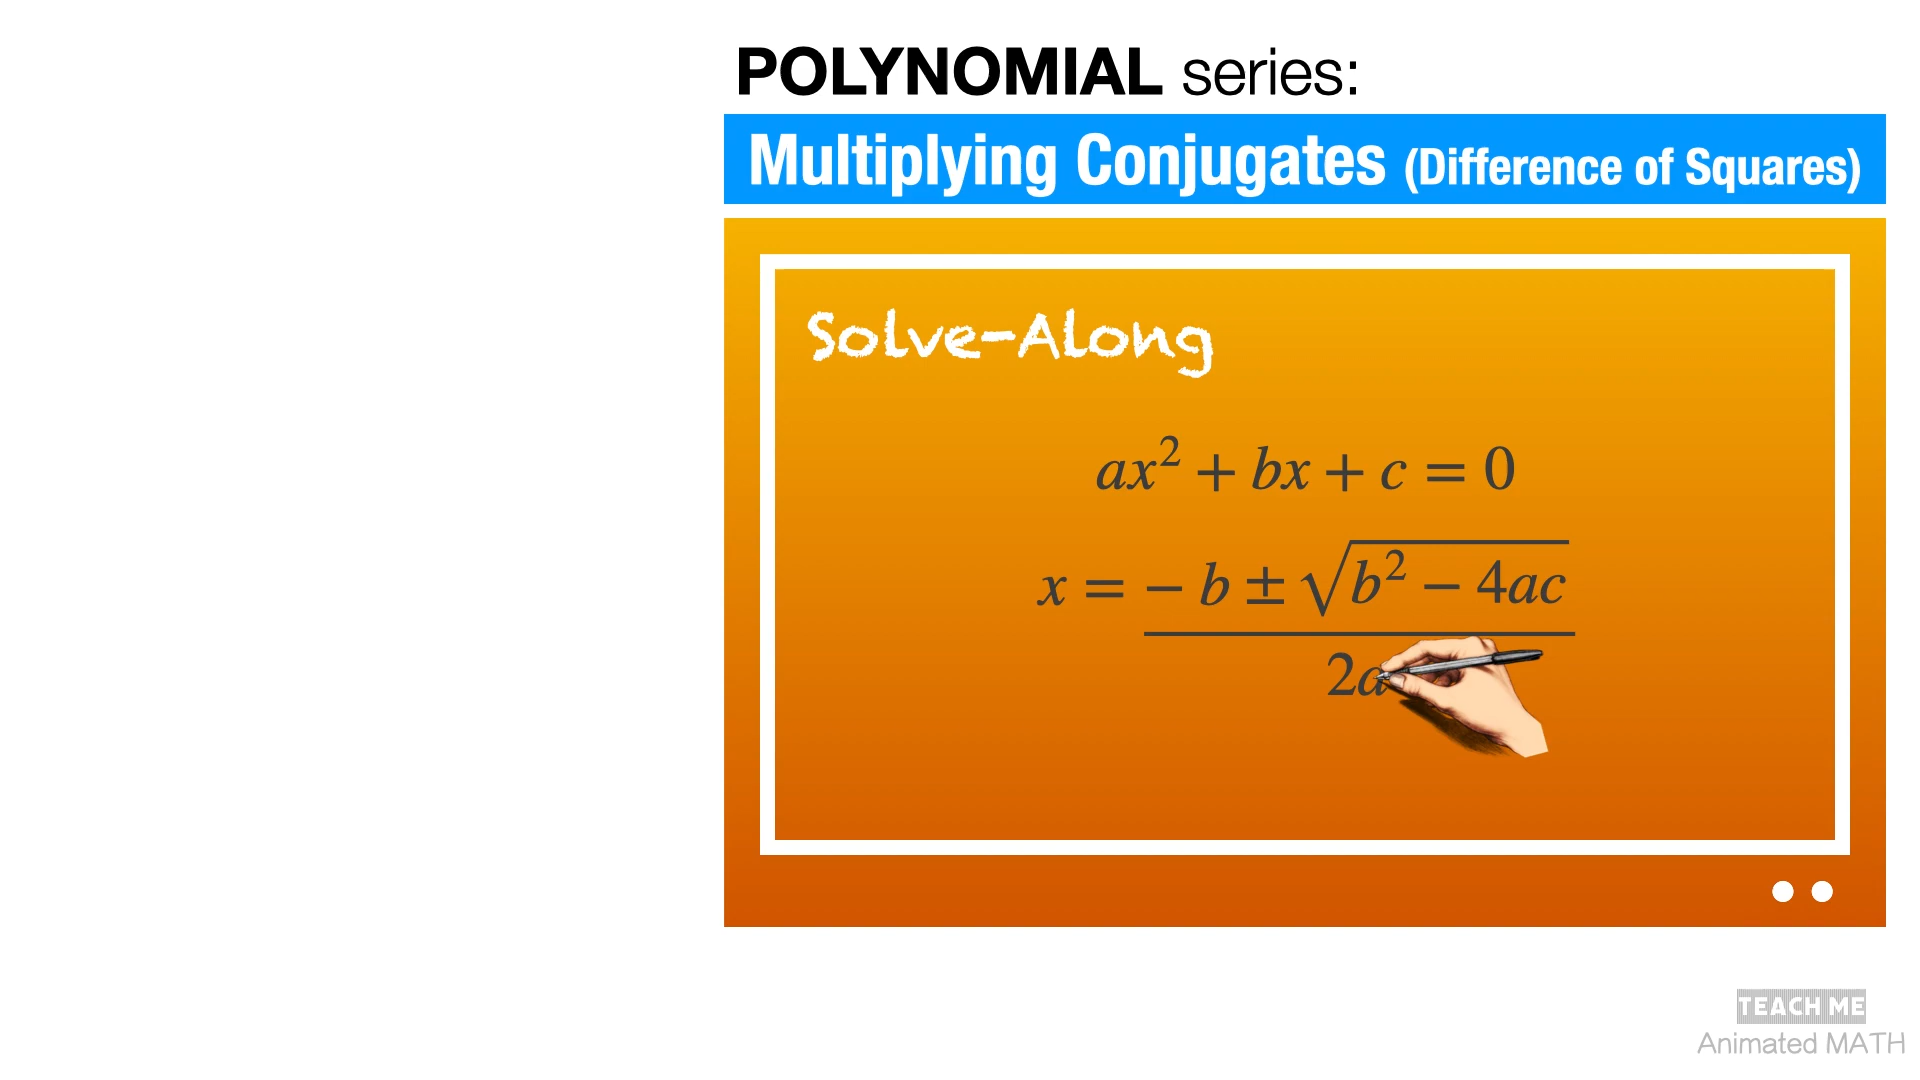 POLYNOMIAL series:
Multiplying Conjugates (Difference of Squares)
Solve-Along
ax² + bx + c = 0
x = − b ± √b² − 4ac
2a
TEACH ME
Animated MATH